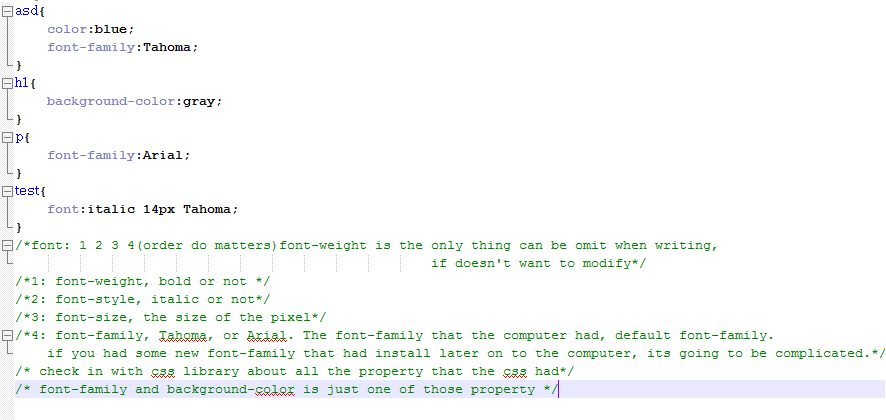 asd{
color:blue;
font-family:Tahoma;
}
h1{
background-color:gray;
}
p{
font-family:Arial;
}
test{
font:italic 14px Tahoma;
}
/*font: 1 2 3 4(order do matters)font-weight is the only thing can be omit when writing,
if doesn't want to modify*/
/*1: font-weight, bold or not */
/*2: font-style, italic or not*/
/*3: font-size, the size of the pixel*/
/*4: font-family, Tahoma, or Arial. The font-family that the computer had, default font-family.
if you had some new font-family that had install later on to the computer, its going to be complicated.*/
/* check in with css library about all the property that the css had*/
/* font-family and background-color is just one of those property */